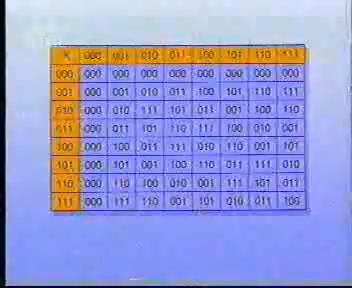 X 000 001 010 011 100 101 110 111
000 000 000 000 000 000 000 000 000
001 000 001 010 011 100 101 110 111
010 000 010 111 101 011 001 100 110
011 000 011 101 110 111 100 010 001
100 000 100 011 111 010 110 001 101
101 000 101 001 100 110 011 111 010
110 000 110 100 010 001 111 101 011
111 000 111 110 001 101 010 011 100